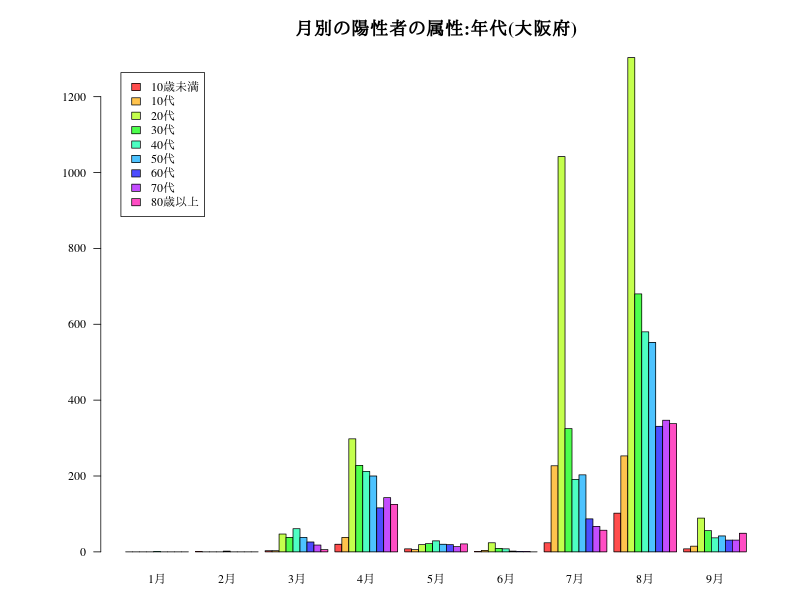 月別の陽性者の属性:年代(大阪府)
10歳未満
10代
20代
30代
40代
50代
60代
70代
80歳以上
1200
1000
800
600
400
200
0
1月 2月 3月 4月 5月 6月 7月 8月 9月